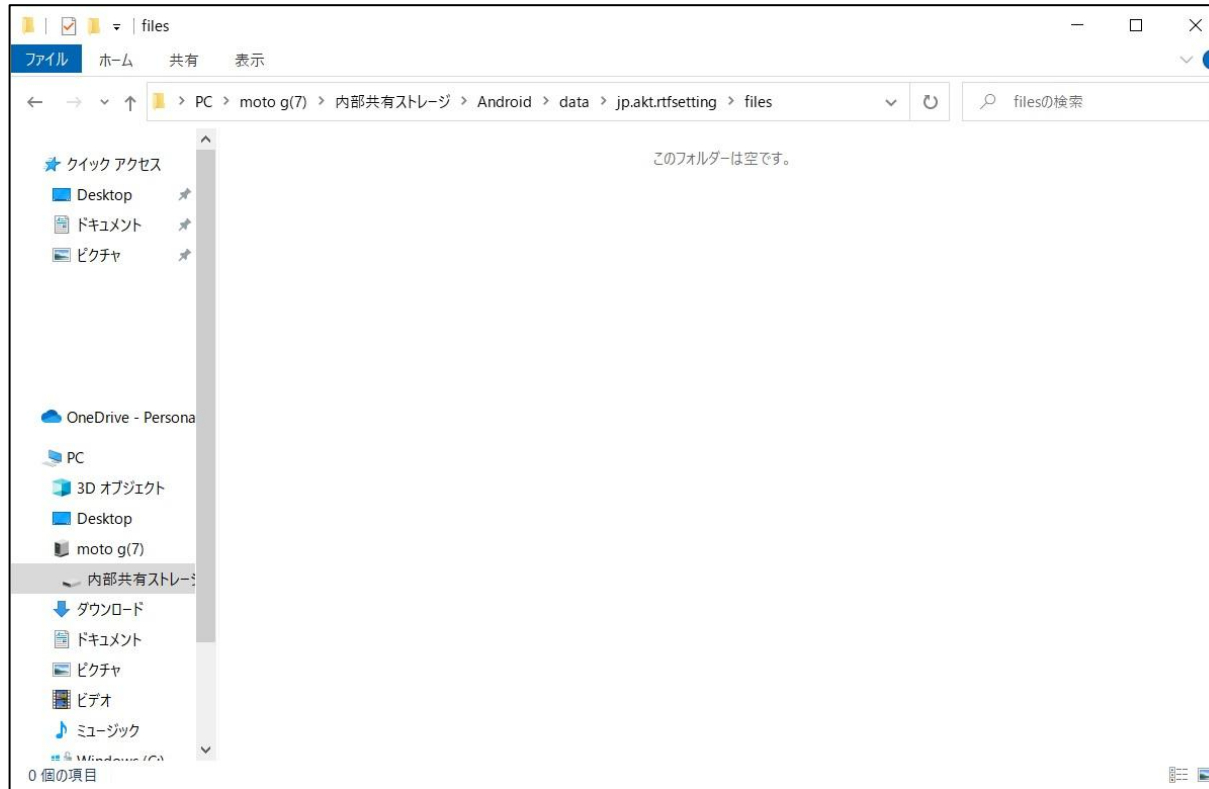 files
ファイル ホーム 共有 表示
PC > moto g(7) > 内部共有ストレージ > Android > data > jp.akt.rtfsetting > files
filesの検索
このフォルダーは空です。
クイック アクセス
Desktop
ドキュメント
ピクチャ
OneDrive - Persona
PC
3D オブジェクト
Desktop
moto g(7)
内部共有ストレージ
ダウンロード
ドキュメント
ピクチャ
ビデオ
ミュージック
Windows (C:)
0 個の項目